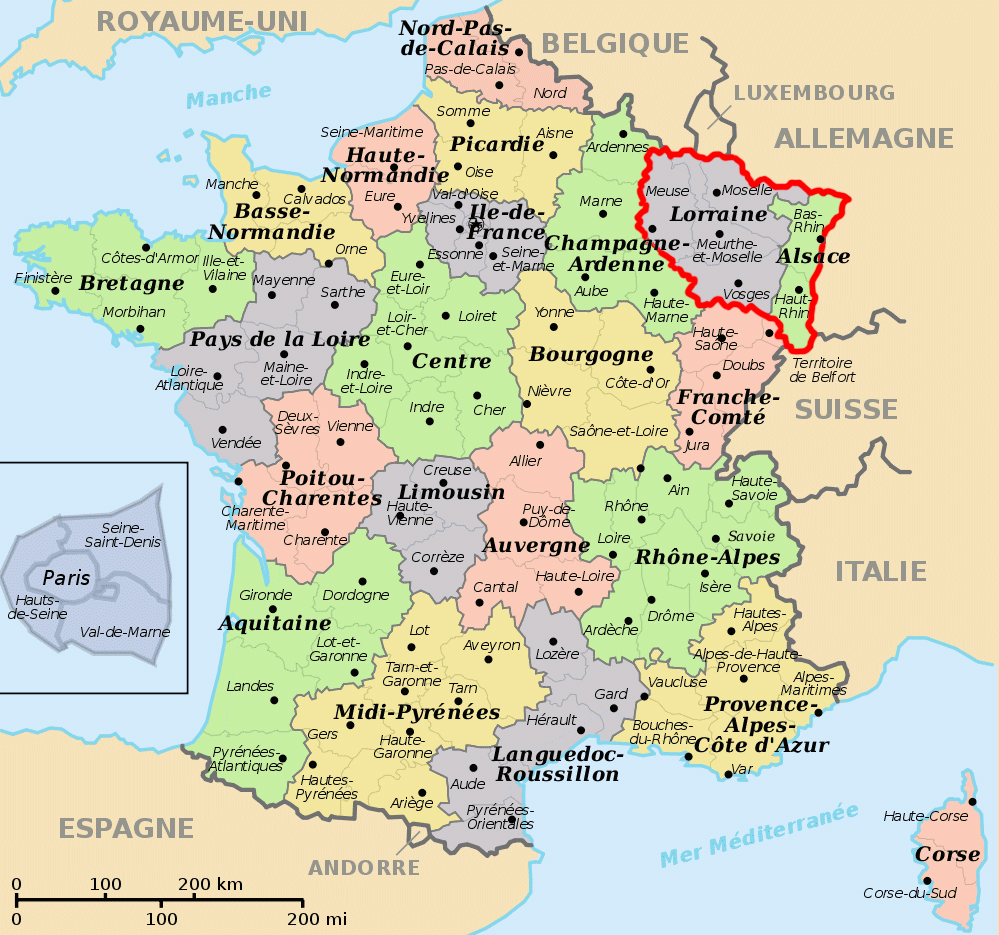 ROYAUME-UNI
Nord-Pas-
de-Calais
BELGIQUE
Pas-de-Calais
Nord
LUXEMBOURG
Manche
ALLEMAGNE
Somme
Seine-Maritime
Picardie
Aisne
Ardennes
Haute-
Normandie
Oise
Manche
Calvados
Eure
Val-d'Oise
Meuse
Moselle
Basse-
Normandie
Yvelines
Ile-de-
France
Marne
Lorraine
Bas-
Rhin
Orne
Essonne
Seine-
et-Marne
Champagne-
Ardenne
Meurthe-
et-Moselle
Alsace
Côtes-d'Armor
Ille-et-
Vilaine
Finistère
Bretagne
Mayenne
Sarthe
Eure-
et-Loir
Aube
Haute-
Marne
Vosges
Haut-
Rhin
Morbihan
Loir-
et-Cher
Loiret
Yonne
Pays de la Loire
Centre
Bourgogne
Haute-
Saône
Territoire
de Belfort
Loire-
Atlantique
Maine-
et-Loire
Indre-
et-Loire
Côte-d'Or
Doubs
Nièvre
Franche-
Comté
SUISSE
Indre
Cher
Deux-
Sèvres
Vienne
Vendée
Saône-et-Loire
Jura
Allier
Creuse
Poitou-
Charentes
Limousin
Haute-
Vienne
Ain
Haute-
Savoie
Charente-
Maritime
Puy-de-
Dôme
Rhône
Charente
Auvergne
Loire
Savoie
Rhône-Alpes
Corrèze
ITALIE
Seine-
Saint-Denis
Paris
Hauts-
de-Seine
Val-de-Marne
Cantal
Haute-Loire
Isère
Gironde
Dordogne
Aquitaine
Ardèche
Drôme
Hautes-
Alpes
Lot-et-
Garonne
Lot
Aveyron
Lozère
Alpes-de-Haute-
Provence
Tarn-et-
Garonne
Landes
Tarn
Gard
Vaucluse
Alpes-
Maritimes
Midi-Pyrénées
Provence-
Alpes-
Côte d'Azur
Gers
Hérault
Bouches-
du-Rhône
Haute-
Garonne
Pyrénées-
Atlantiques
Languedoc-
Roussillon
Var
Hautes-
Pyrénées
Aude
Ariège
Pyrénées-
Orientales
ESPAGNE
ANDORRE
Mer Méditerranée
Haute-Corse
Corse
Corse-du-Sud
0 100 200 km
0 100 200 mi